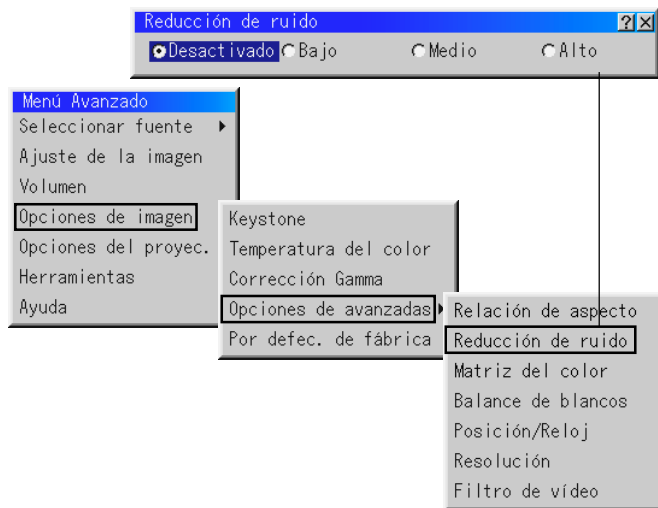 Reducción de ruido
Desactivado Bajo Medio Alto
Menú Avanzado
Seleccionar fuente
Ajuste de la imagen
Volumen
Opciones de imagen
Opciones del proyec.
Herramientas
Ayuda
Keystone
Temperatura del color
Corrección Gamma
Opciones de avanzadas
Por defec. de fábrica
Relación de aspecto
Reducción de ruido
Matriz del color
Balance de blancos
Posición/Reloj
Resolución
Filtro de vídeo